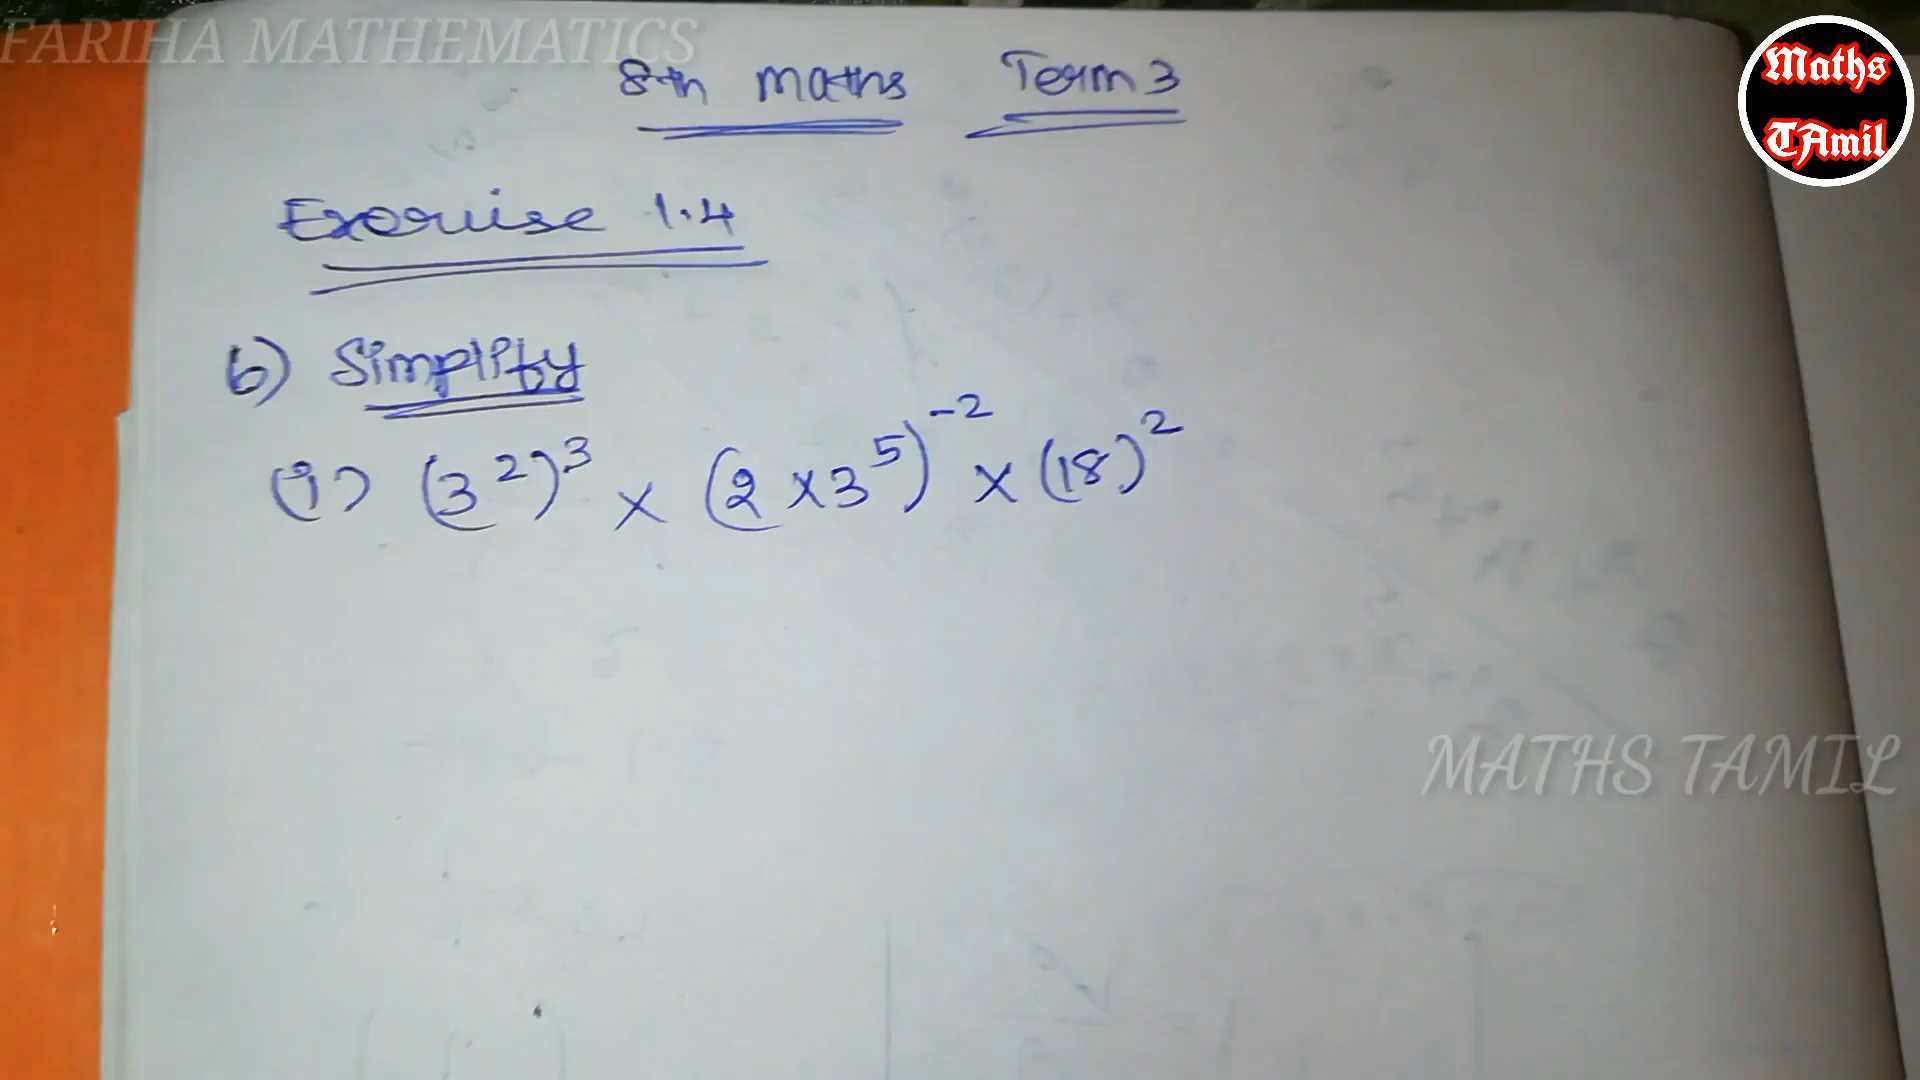 FARIHA MATHEMATICS
8th maths Term 3
Maths
TAmil
Exercise 1.4
6) Simplify
(i) (3²)³ × (2 × 3⁵)⁻² × (18)²
MATHS TAMIL